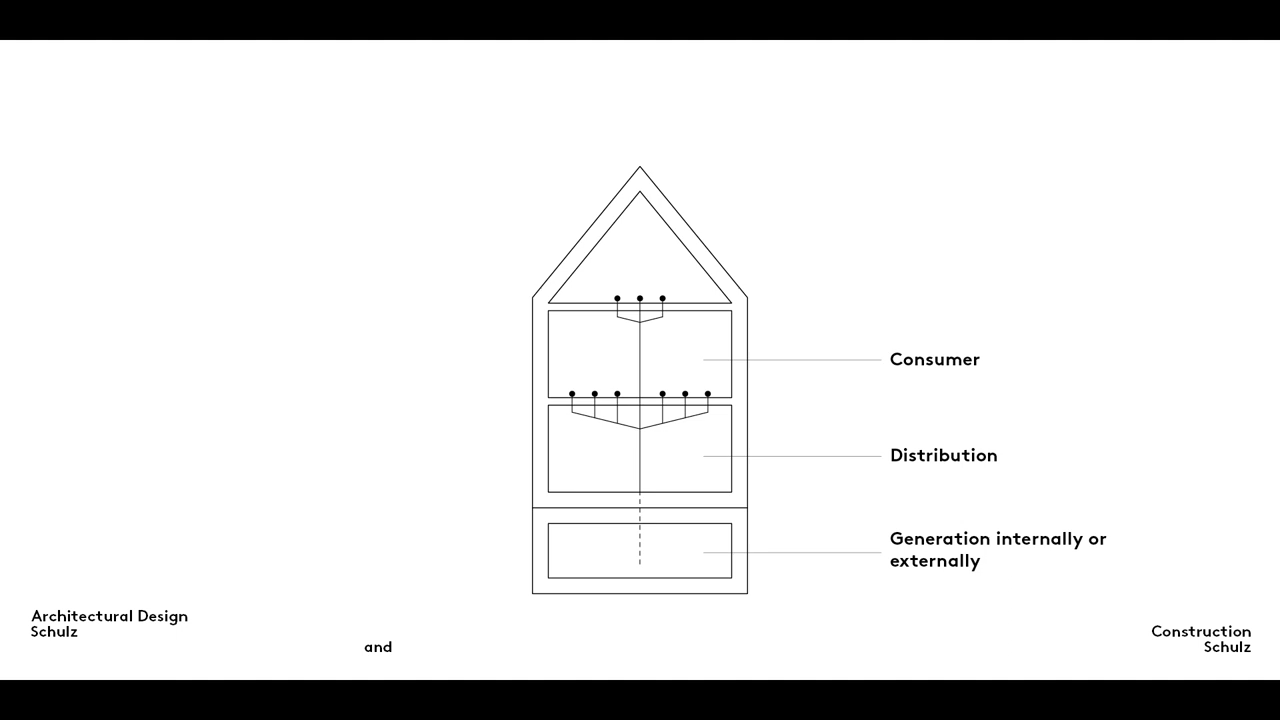 Consumer
Distribution
Generation internally or
externally
Architectural Design
Schulz
and
Construction
Schulz